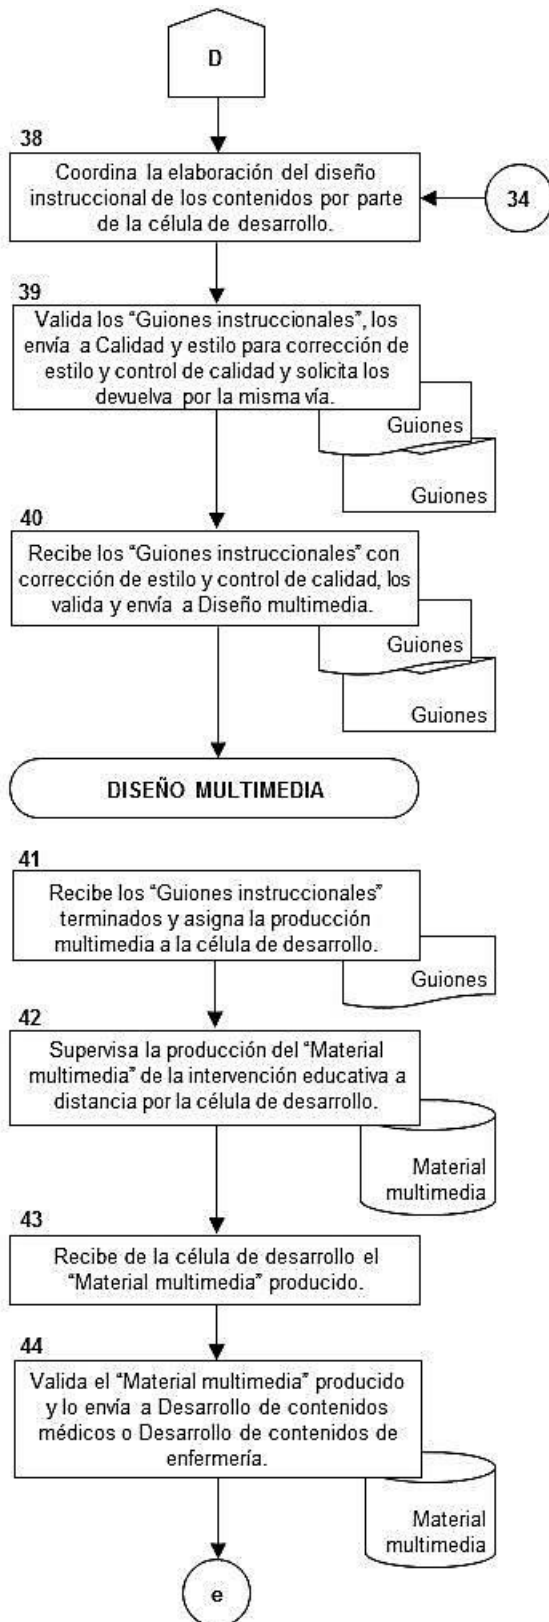 D
38
Coordina la elaboración del diseño
instruccional de los contenidos por parte
de la célula de desarrollo.
34
39
Valida los “Guiones instruccionales”, los
envía a Calidad y estilo para corrección de
estilo y control de calidad y solicita los
devuelva por la misma vía.
Guiones
Guiones
40
Recibe los “Guiones instruccionales” con
corrección de estilo y control de calidad, los
valida y envía a Diseño multimedia.
Guiones
Guiones
DISEÑO MULTIMEDIA
41
Recibe los “Guiones instruccionales”
terminados y asigna la producción
multimedia a la célula de desarrollo.
Guiones
42
Supervisa la producción del “Material
multimedia” de la intervención educativa a
distancia por la célula de desarrollo.
Material
multimedia
43
Recibe de la célula de desarrollo el
“Material multimedia” producido.
44
Valida el “Material multimedia” producido
y lo envía a Desarrollo de contenidos
médicos o Desarrollo de contenidos de
enfermería.
Material
multimedia
e